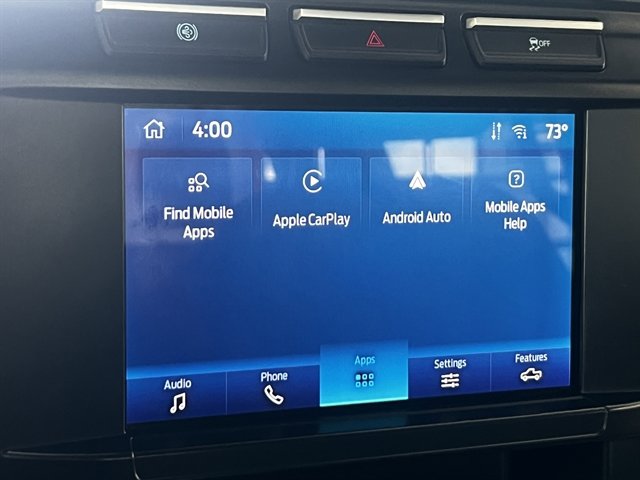 OFF
4:00
73°
Find Mobile
Apps
Apple CarPlay
Android Auto
Mobile Apps
Help
Audio
Phone
Apps
Settings
Features